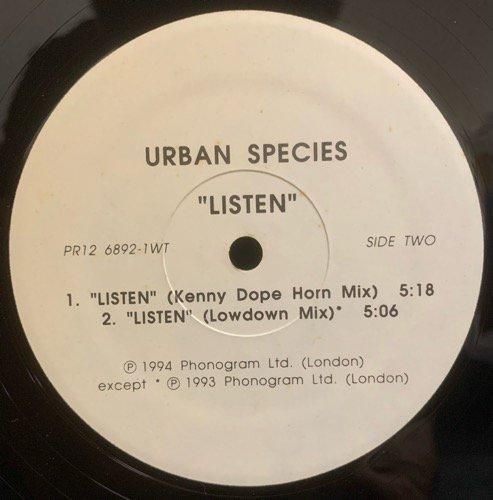 URBAN SPECIES
"LISTEN"
PR12 6892-1WT
SIDE TWO
1. "LISTEN" (Kenny Dope Horn Mix) 5:18
2. "LISTEN" (Lowdown Mix)* 5:06
℗ 1994 Phonogram Ltd. (London)
except * ℗ 1993 Phonogram Ltd. (London)